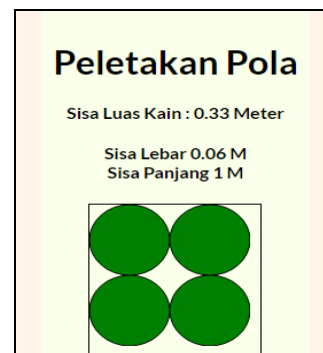 Peletakan Pola
Sisa Luas Kain : 0.33 Meter
Sisa Lebar 0.06 M
Sisa Panjang 1 M